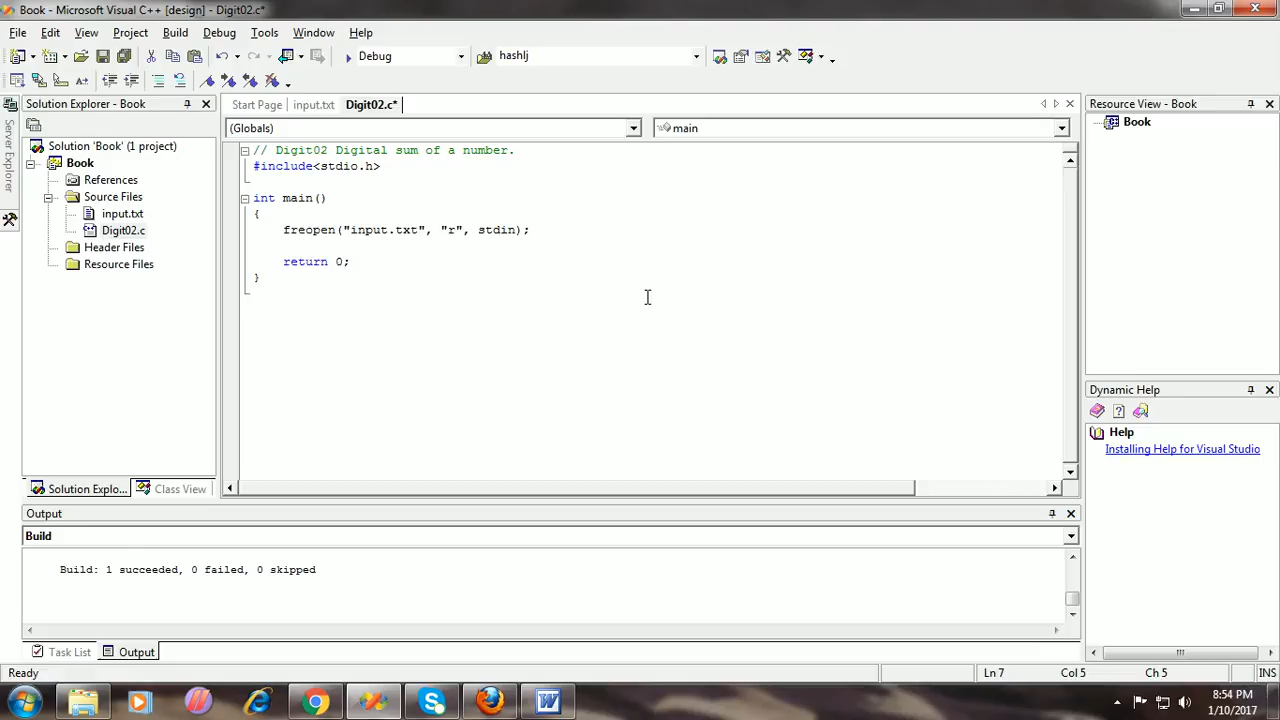 Book - Microsoft Visual C++ [design] - Digit02.c*
File Edit View Project Build Debug Tools Window Help
Debug hashlj
Solution Explorer - Book
Start Page input.txt Digit02.c*
Resource View - Book
Server Explorer
(Globals) main
Book
Solution 'Book' (1 project)
Book
References
Source Files
input.txt
Digit02.c
Header Files
Resource Files
// Digit02 Digital sum of a number.
#include<stdio.h>
int main()
{
freopen("input.txt", "r", stdin);
return 0;
}
Dynamic Help
Help
Installing Help for Visual Studio
Solution Explo... Class View
Output
Build
Build: 1 succeeded, 0 failed, 0 skipped
Task List Output
Ready Ln 7 Col 5 Ch 5 INS
8:54 PM
1/10/2017